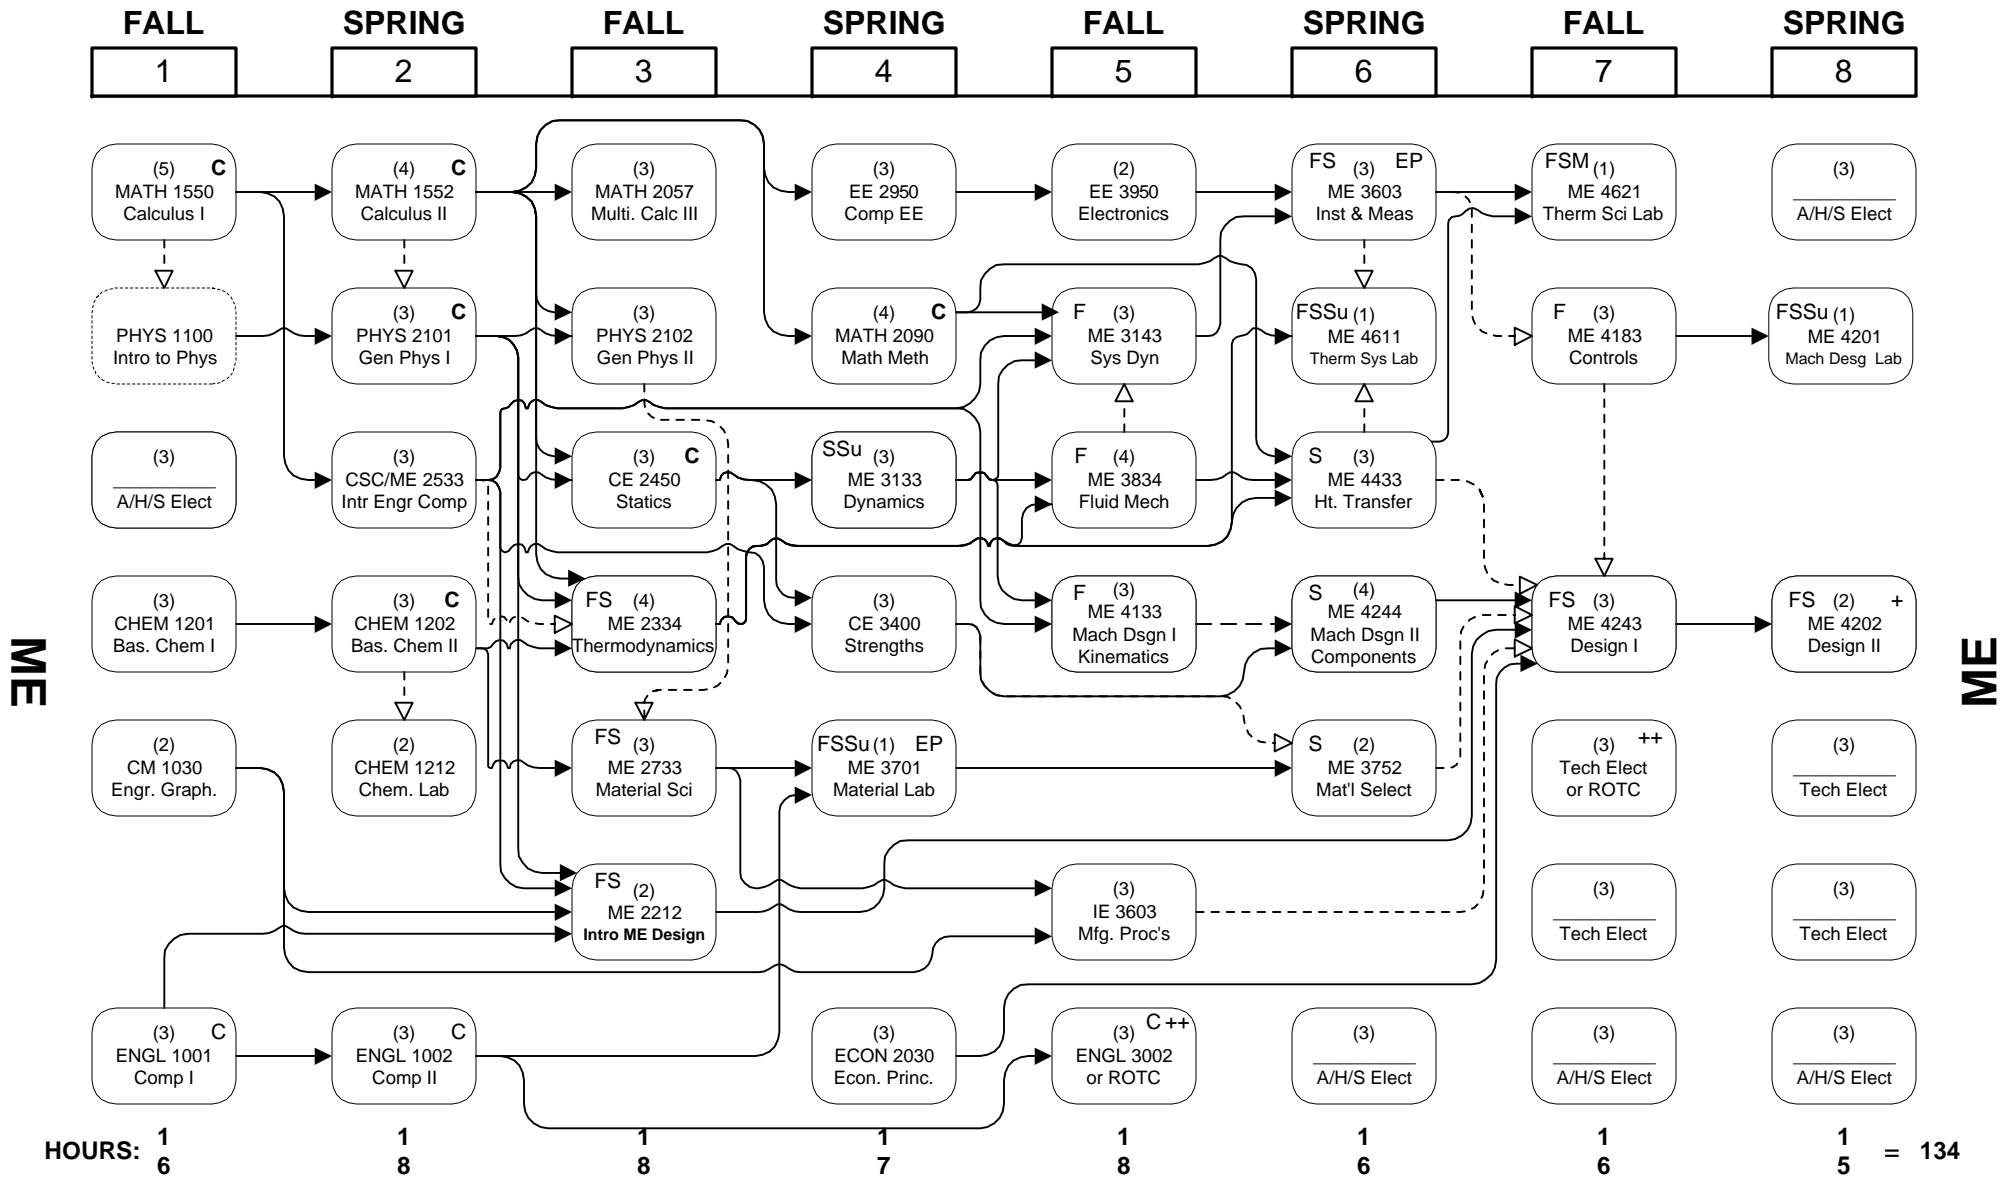 FALL SPRING FALL SPRING FALL SPRING FALL SPRING
1 2 3 4 5 6 7 8
(5) C
MATH 1550
Calculus I
(4) C
MATH 1552
Calculus II
(3)
MATH 2057
Multi. Calc III
(3)
EE 2950
Comp EE
(2)
EE 3950
Electronics
FS (3) EP
ME 3603
Inst & Meas
FSM (1)
ME 4621
Therm Sci Lab
(3)
A/H/S Elect
PHYS 1100
Intro to Phys
(3) C
PHYS 2101
Gen Phys I
(3)
PHYS 2102
Gen Phys II
(4) C
MATH 2090
Math Meth
F (3)
ME 3143
Sys Dyn
FSSu (1)
ME 4611
Therm Sys Lab
F (3)
ME 4183
Controls
FSSu (1)
ME 4201
Mach Desg Lab
(3)
A/H/S Elect
(3)
CSC/ME 2533
Intr Engr Comp
(3) C
CE 2450
Statics
SSu (3)
ME 3133
Dynamics
F (4)
ME 3834
Fluid Mech
S (3)
ME 4433
Ht. Transfer
(3)
CHEM 1201
Bas. Chem I
(3) C
CHEM 1202
Bas. Chem II
FS (4)
ME 2334
Thermodynamics
(3)
CE 3400
Strengths
F (3)
ME 4133
Mach Dsgn I
Kinematics
S (4)
ME 4244
Mach Dsgn II
Components
FS (3)
ME 4243
Design I
FS (2) +
ME 4202
Design II
ME
ME
(2)
CM 1030
Engr. Graph.
(2)
CHEM 1212
Chem. Lab
FS (3)
ME 2733
Material Sci
FSSu (1) EP
ME 3701
Material Lab
S (2)
ME 3752
Mat'l Select
(3) ++
Tech Elect
or ROTC
(3)
Tech Elect
FS (2)
ME 2212
Intro ME Design
(3)
IE 3603
Mfg. Proc's
(3)
Tech Elect
(3)
Tech Elect
(3) C
ENGL 1001
Comp I
(3) C
ENGL 1002
Comp II
(3)
ECON 2030
Econ. Princ.
(3) C ++
ENGL 3002
or ROTC
(3)
A/H/S Elect
(3)
A/H/S Elect
(3)
A/H/S Elect
HOURS: 16 18 18 17 18 16 16 15 = 134